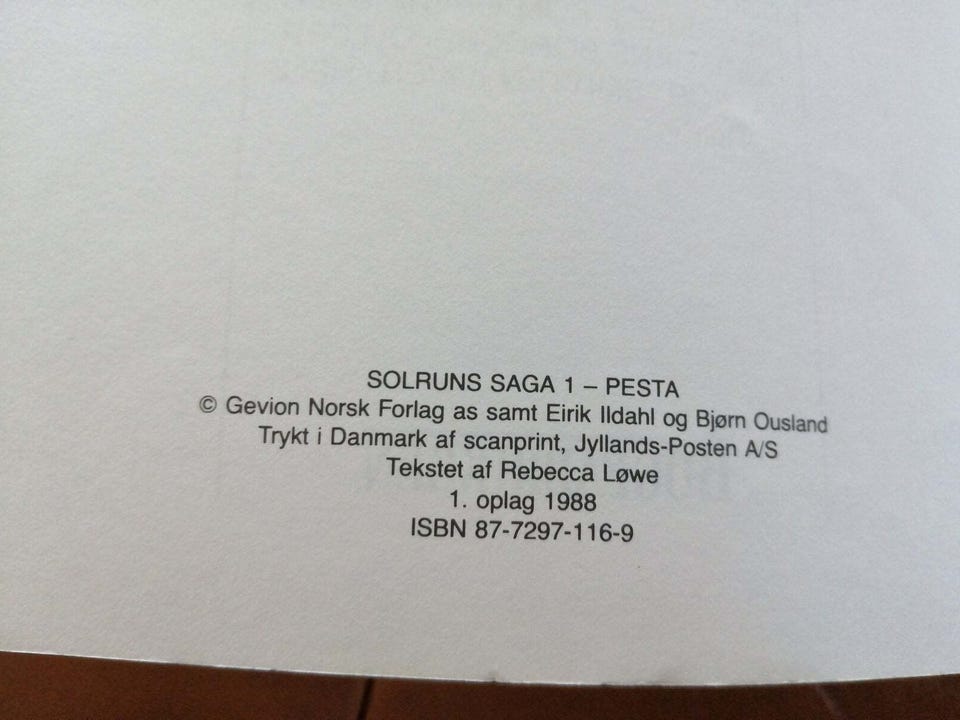 SOLRUNS SAGA 1 – PESTA
© Gevion Norsk Forlag as samt Eirik Ildahl og Bjørn Ousland
Trykt i Danmark af scanprint, Jyllands-Posten A/S
Tekstet af Rebecca Løwe
1. oplag 1988
ISBN 87-7297-116-9